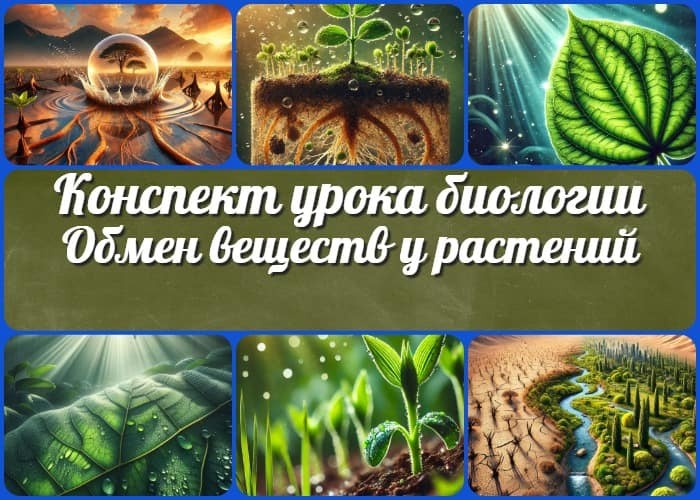 Конспект урока биологии
Обмен веществ у растений